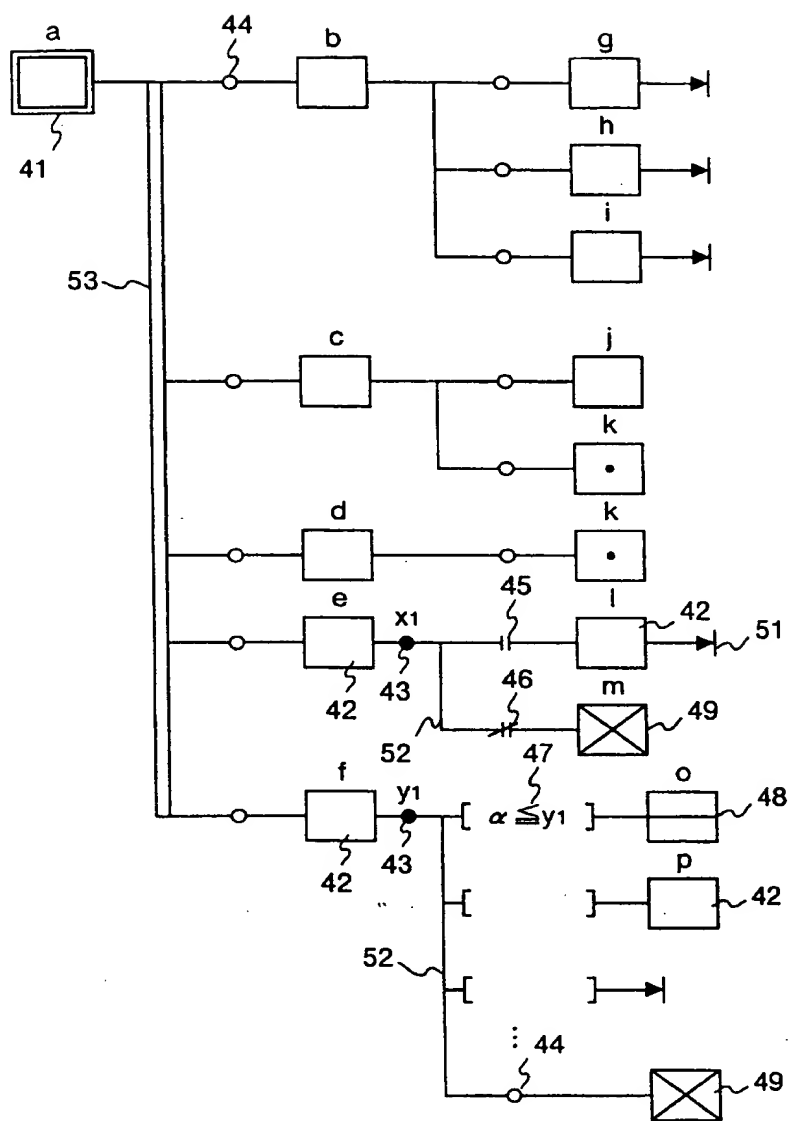 a 44 b g
41
h
i
53
c j
k
d k
e x1 45 l 42 51
42 43 46 m 49
52
f y1 47 o
[ α ≦ y1 ] 48
42 43 p
[ ] 42
52
[ ]
⋮ 44
49